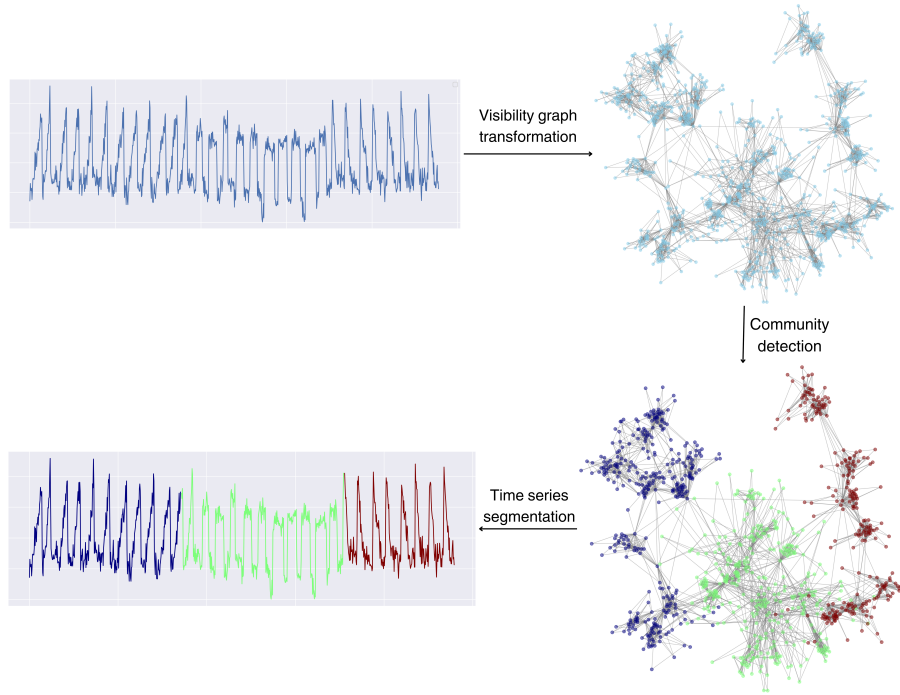 Visibility graph
transformation
Community
detection
Time series
segmentation